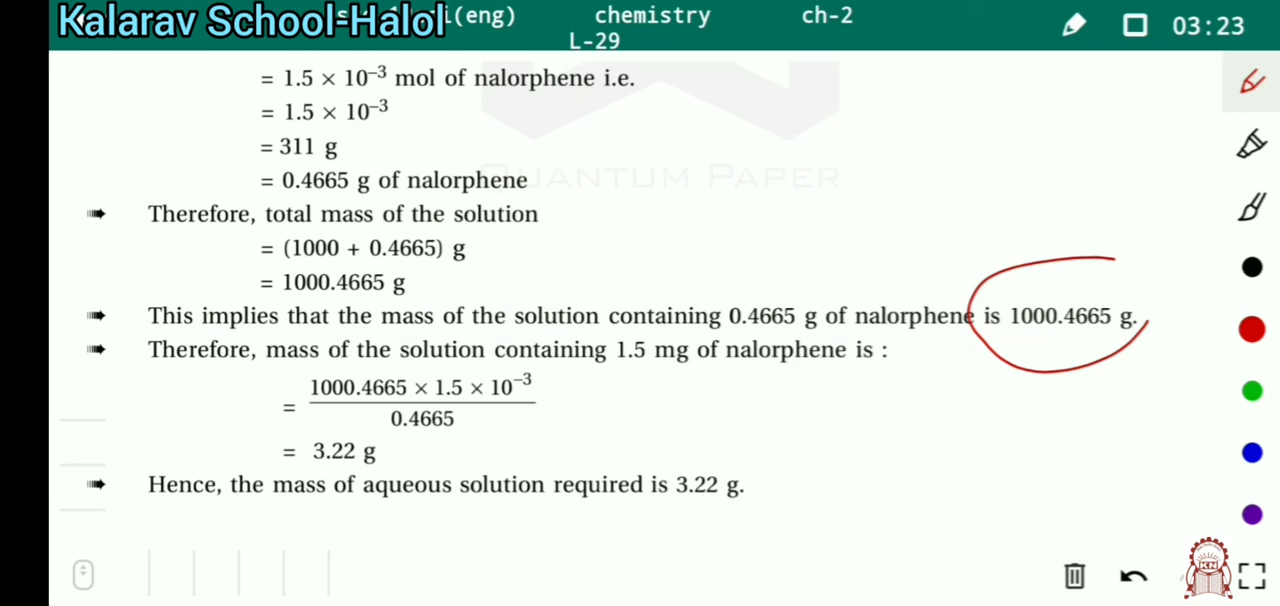 Kalarav School-Halol (eng) chemistry ch-2 03:23
L-29
= 1.5 × 10⁻³ mol of nalorphene i.e.
= 1.5 × 10⁻³
= 311 g
= 0.4665 g of nalorphene
QUANTUM PAPER
➠ Therefore, total mass of the solution
= (1000 + 0.4665) g
= 1000.4665 g
➠ This implies that the mass of the solution containing 0.4665 g of nalorphene is 1000.4665 g.
➠ Therefore, mass of the solution containing 1.5 mg of nalorphene is :
= 1000.4665 × 1.5 × 10⁻³
0.4665
= 3.22 g
➠ Hence, the mass of aqueous solution required is 3.22 g.
KN